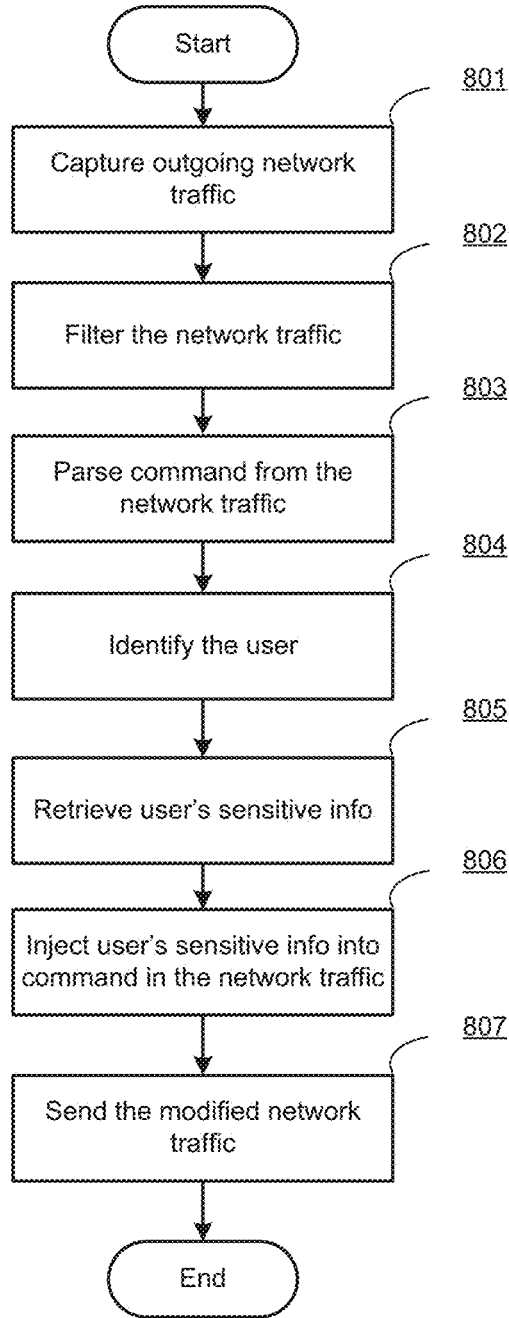 Start
801
Capture outgoing network
traffic
802
Filter the network traffic
803
Parse command from the
network traffic
804
Identify the user
805
Retrieve user's sensitive info
806
Inject user's sensitive info into
command in the network traffic
807
Send the modified network
traffic
End